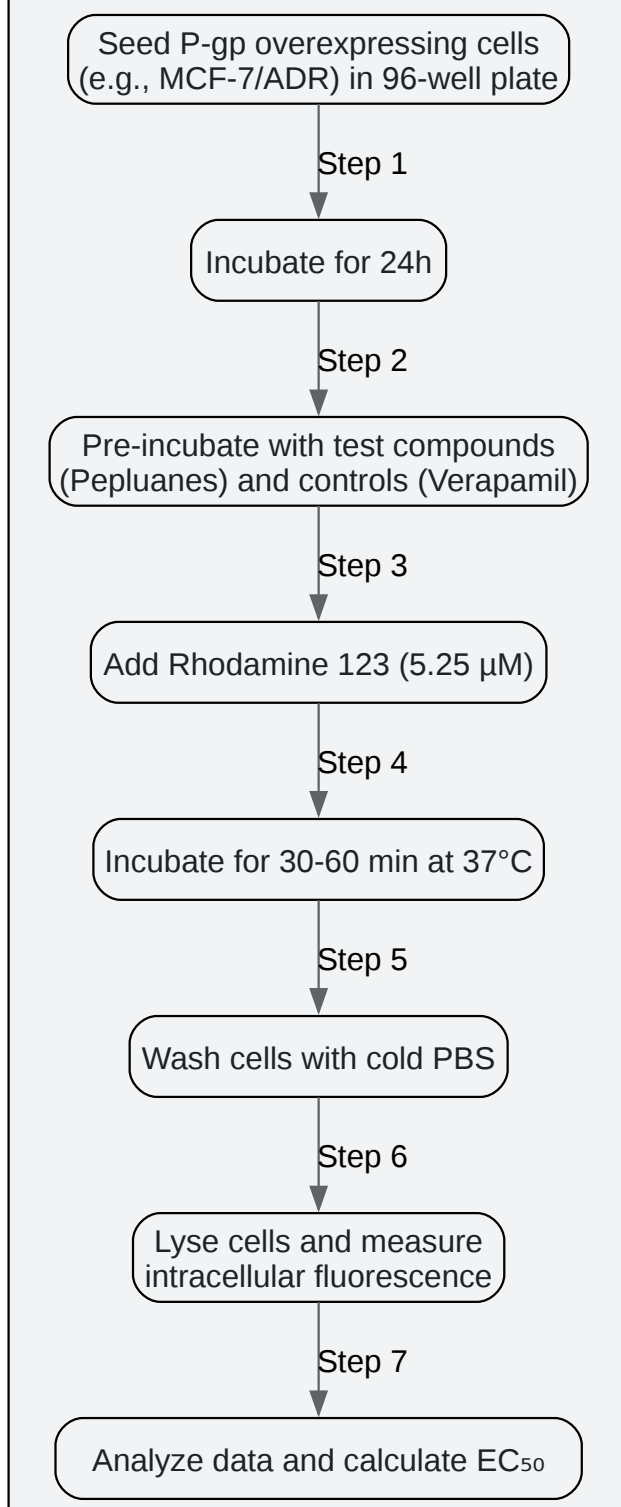 Seed P-gp overexpressing cells
(e.g., MCF-7/ADR) in 96-well plate
Step 1
Incubate for 24h
Step 2
Pre-incubate with test compounds
(Pepluanes) and controls (Verapamil)
Step 3
Add Rhodamine 123 (5.25 µM)
Step 4
Incubate for 30-60 min at 37°C
Step 5
Wash cells with cold PBS
Step 6
Lyse cells and measure
intracellular fluorescence
Step 7
Analyze data and calculate EC₅₀